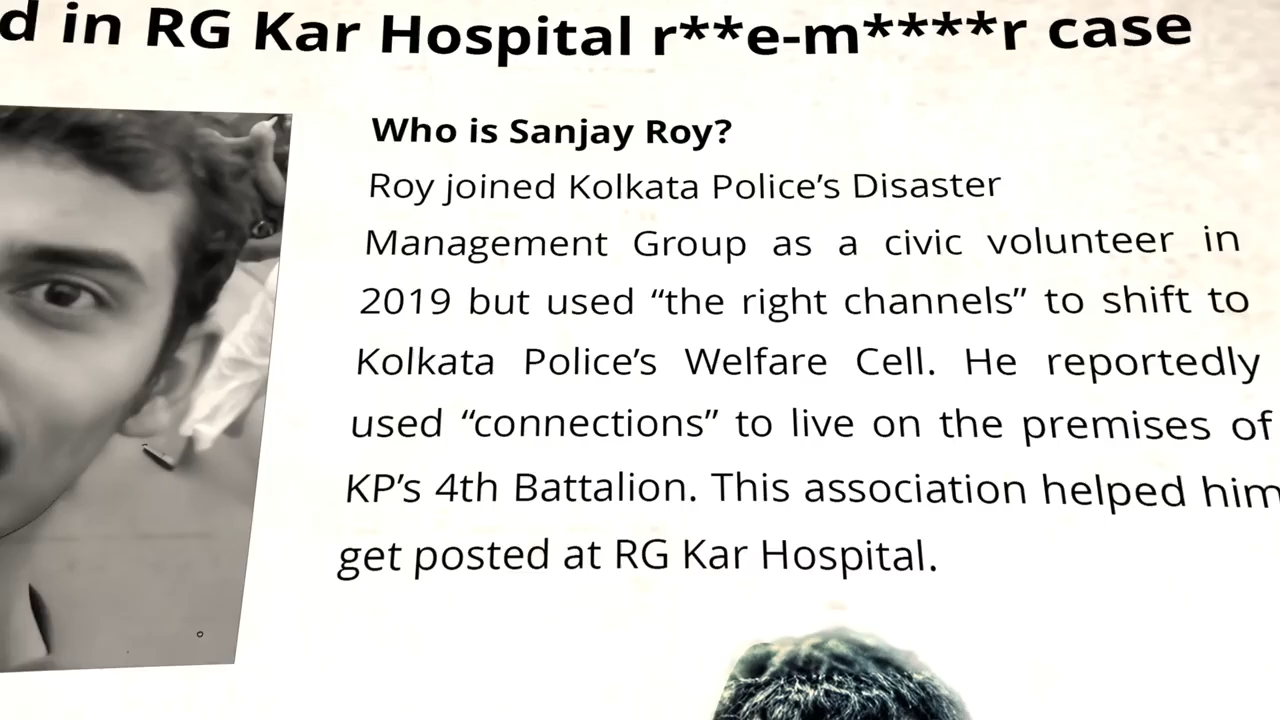 d in RG Kar Hospital r**e-m****r case
Who is Sanjay Roy?
Roy joined Kolkata Police’s Disaster
Management Group as a civic volunteer in
2019 but used “the right channels” to shift to
Kolkata Police’s Welfare Cell. He reportedly
used “connections” to live on the premises of
KP’s 4th Battalion. This association helped him
get posted at RG Kar Hospital.